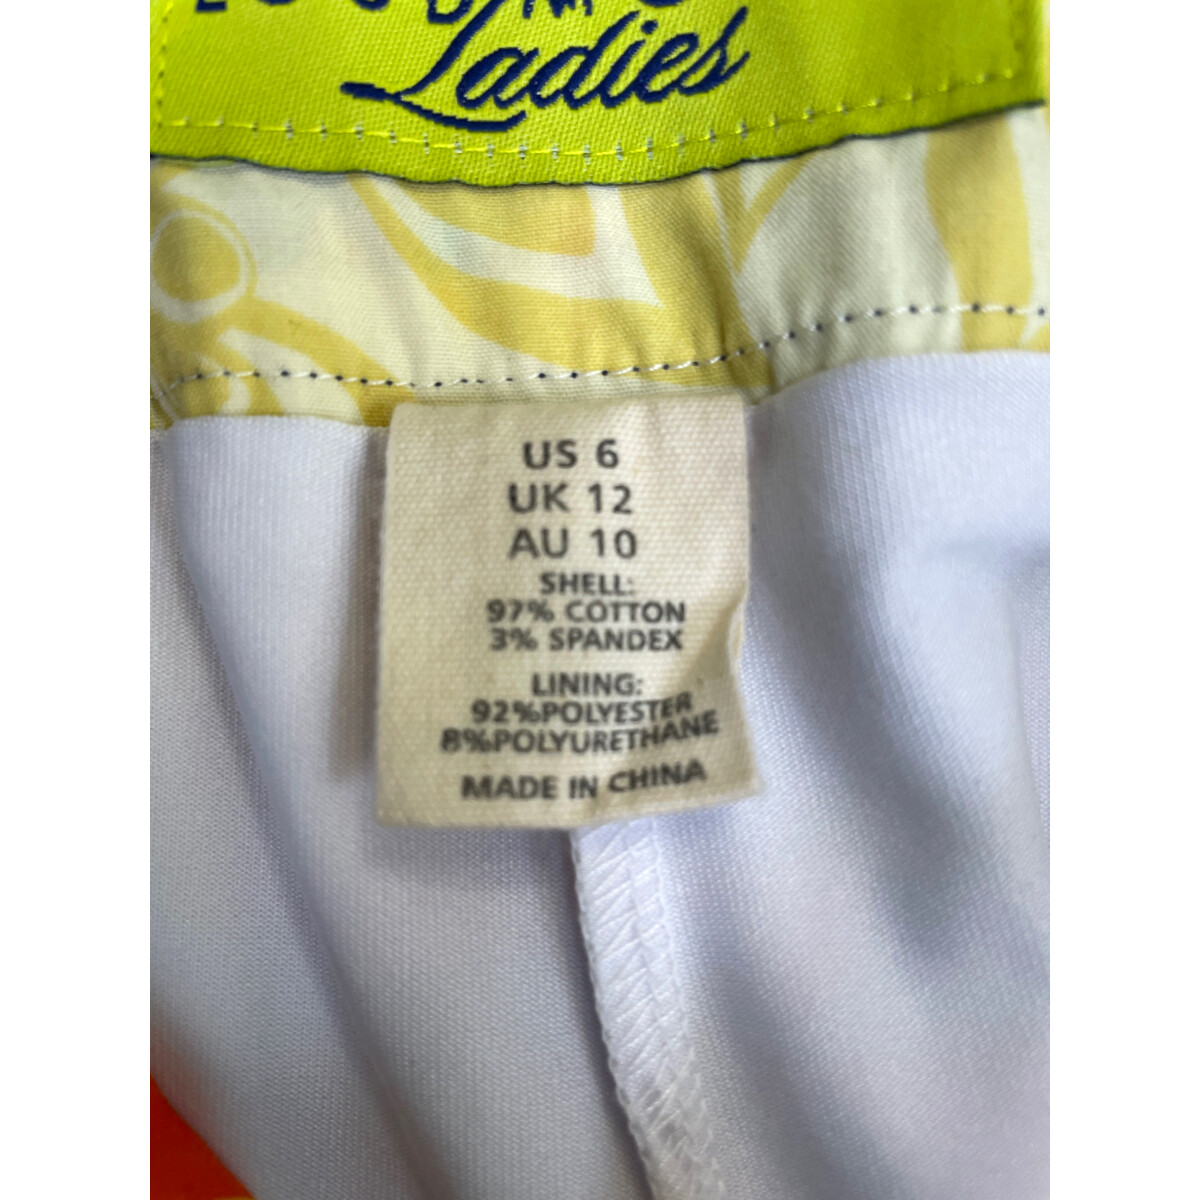 Ladies
US 6
UK 12
AU 10
SHELL:
97% COTTON
3% SPANDEX
LINING:
92%POLYESTER
8%POLYURETHANE
MADE IN CHINA